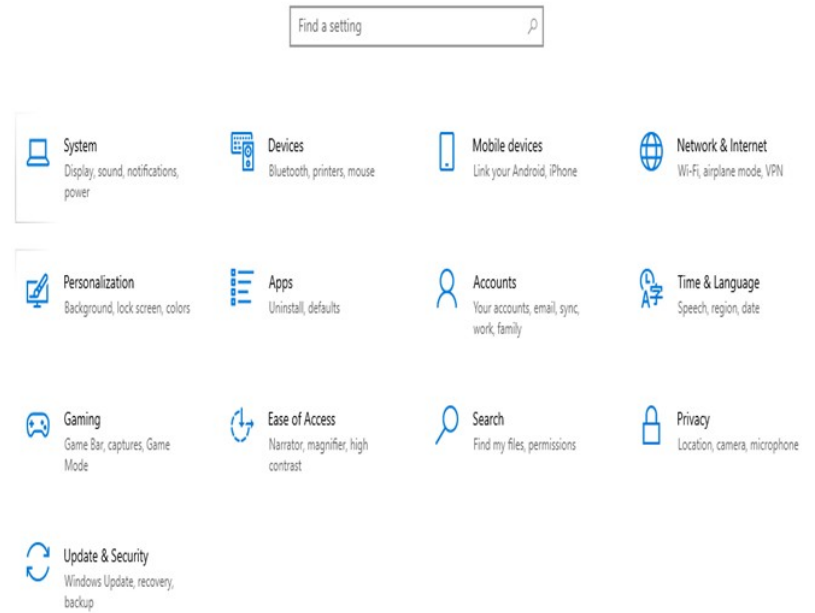 Find a setting
System
Display, sound, notifications,
power
Devices
Bluetooth, printers, mouse
Mobile devices
Link your Android, iPhone
Network & Internet
Wi-Fi, airplane mode, VPN
Personalization
Background, lock screen, colors
Apps
Uninstall, defaults
Accounts
Your accounts, email, sync,
work, family
Time & Language
Speech, region, date
Gaming
Game Bar, captures, Game
Mode
Ease of Access
Narrator, magnifier, high
contrast
Search
Find my files, permissions
Privacy
Location, camera, microphone
Update & Security
Windows Update, recovery,
backup